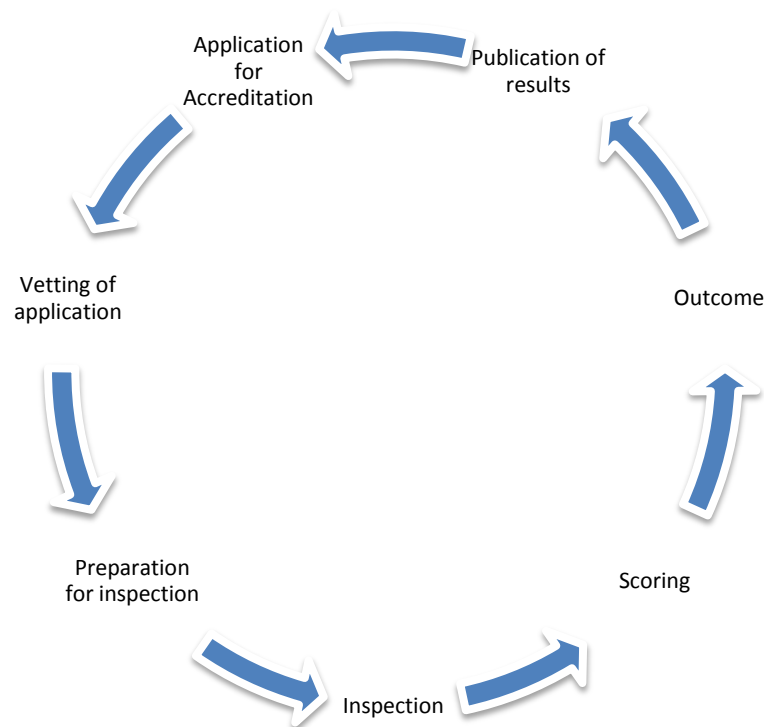 Application
for
Accreditation
Vetting of
application
Preparation
for inspection
Inspection
Scoring
Outcome
Publication of
results